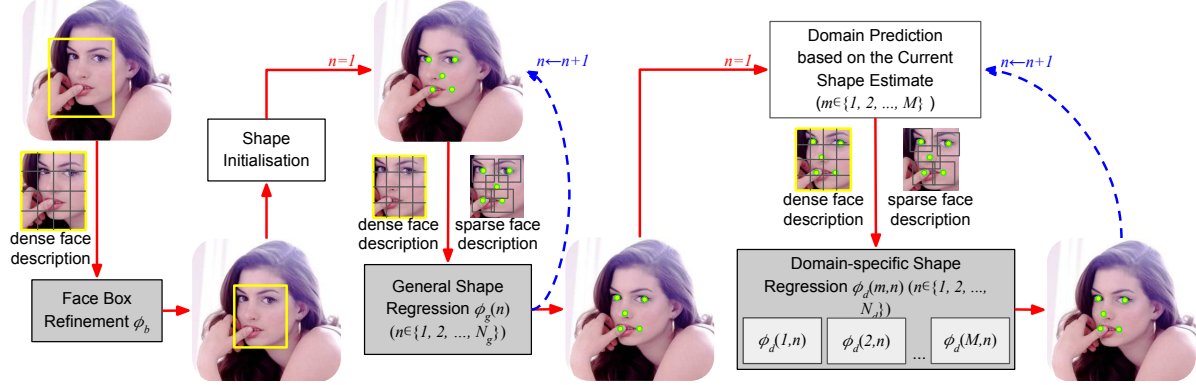 dense face
description
Face Box
Refinement ϕb
Shape
Initialisation
n=1
n←n+1
dense face
description
sparse face
description
General Shape
Regression ϕg(n)
(n∈{1, 2, ..., Ng})
n=1
Domain Prediction
based on the Current
Shape Estimate
(m∈{1, 2, ..., M} )
n←n+1
dense face
description
sparse face
description
Domain-specific Shape
Regression ϕd(m,n) (n∈{1, 2, ...,
Nd})
ϕd(1,n)
ϕd(2,n)
...
ϕd(M,n)